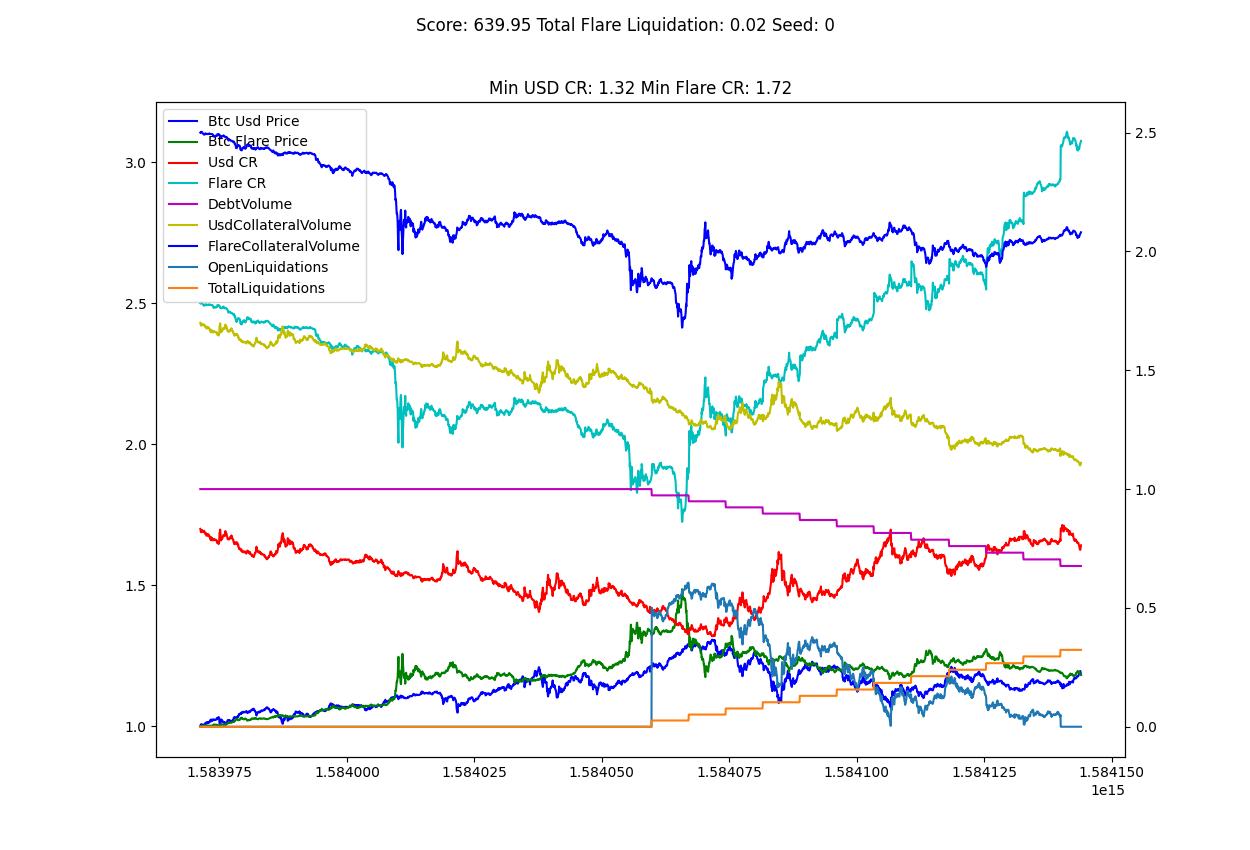 Score: 639.95 Total Flare Liquidation: 0.02 Seed: 0
Min USD CR: 1.32 Min Flare CR: 1.72
Btc Usd Price
Btc Flare Price
Usd CR
Flare CR
DebtVolume
UsdCollateralVolume
FlareCollateralVolume
OpenLiquidations
TotalLiquidations
3.0
2.5
2.0
1.5
1.0
2.5
2.0
1.5
1.0
0.5
0.0
1.583975 1.584000 1.584025 1.584050 1.584075 1.584100 1.584125 1.584150
1e15